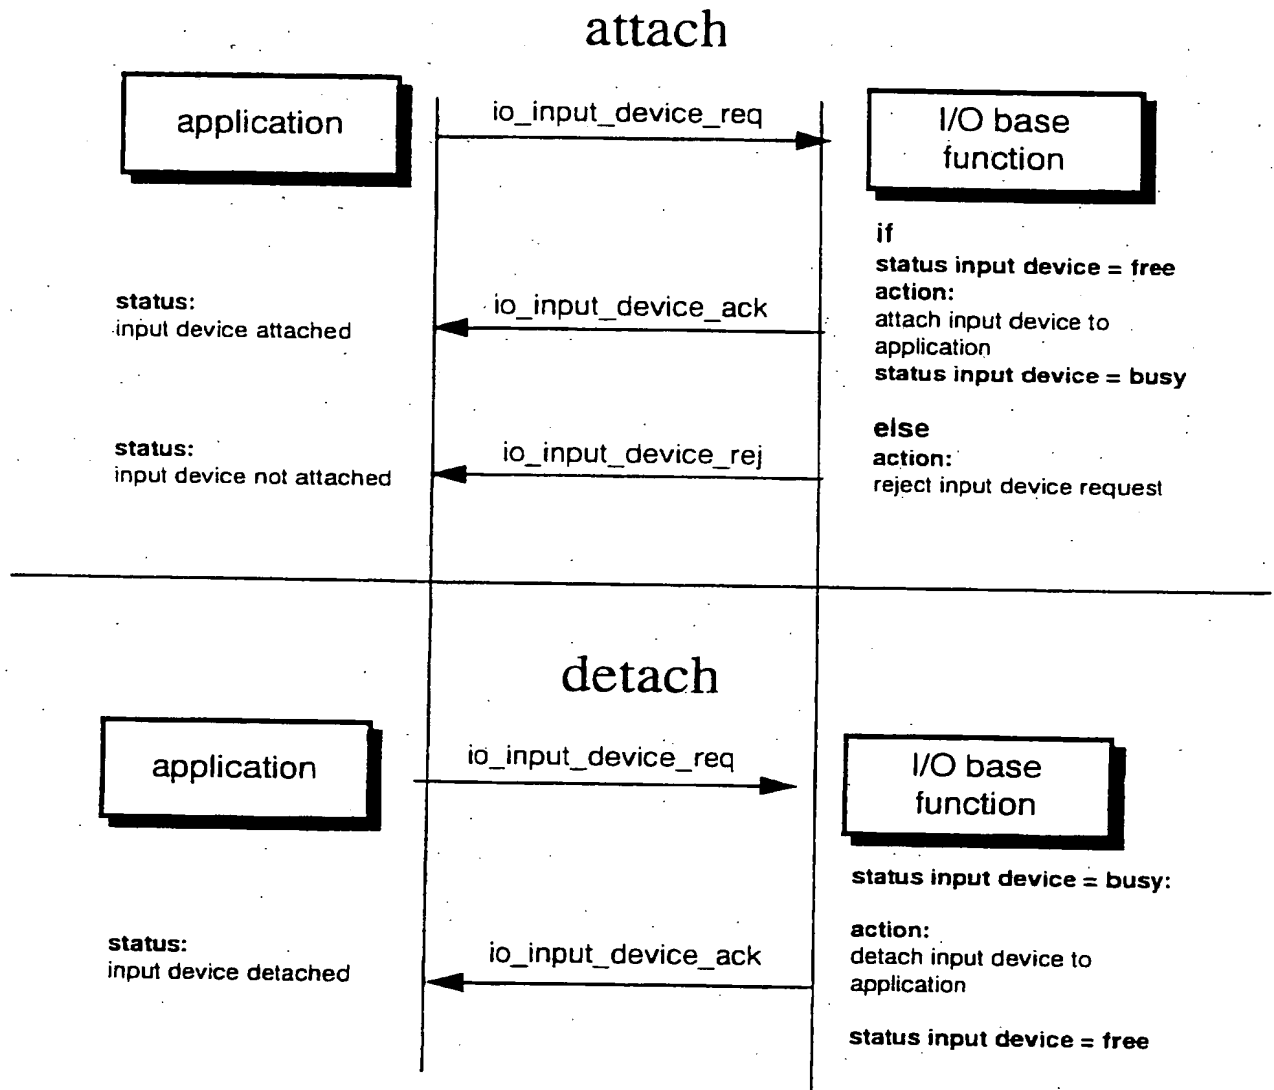 attach
application
io_input_device_req
I/O base
function
if
status input device = free
action:
attach input device to
application
status input device = busy
status:
input device attached
io_input_device_ack
else
action:
reject input device request
status:
input device not attached
io_input_device_rej
detach
application
io_input_device_req
I/O base
function
status input device = busy:
action:
detach input device to
application
status input device = free
status:
input device detached
io_input_device_ack